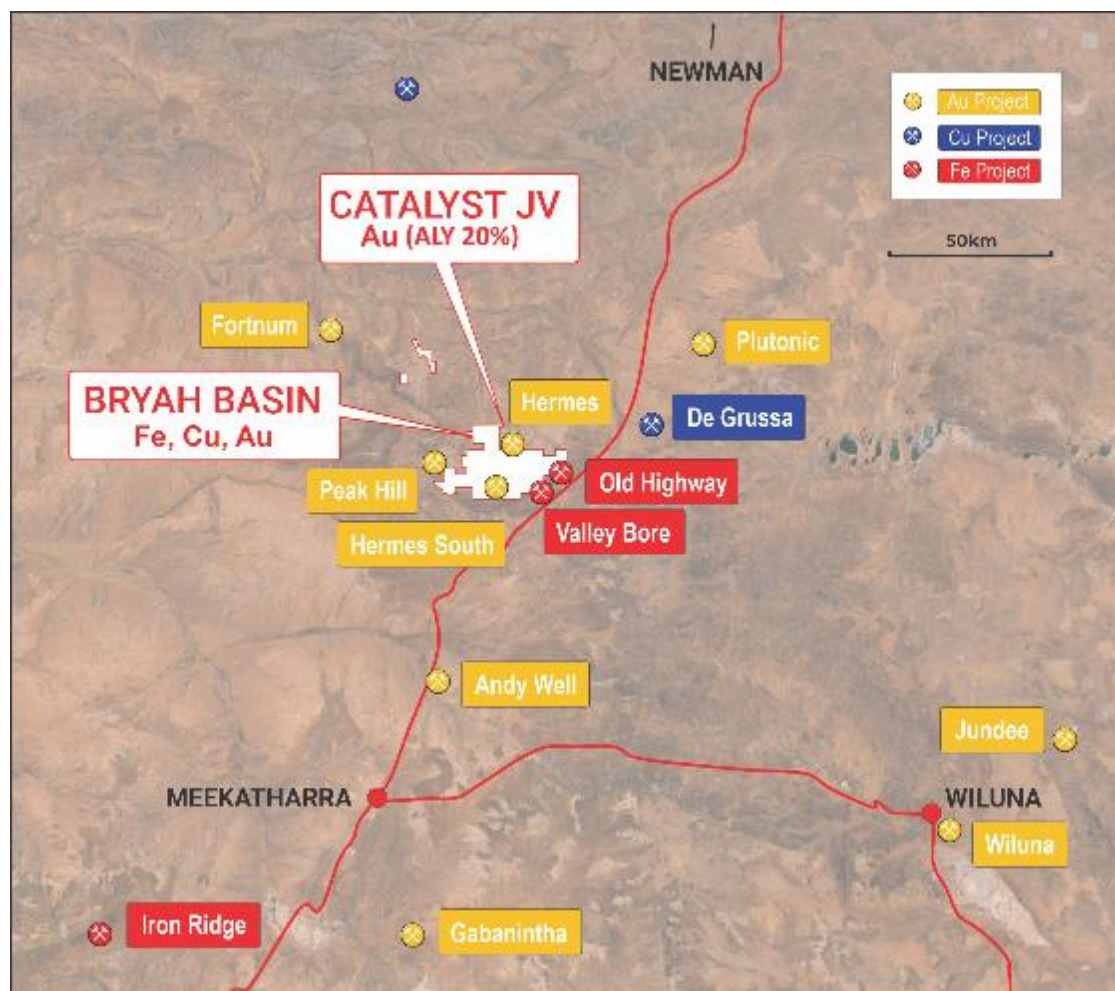 NEWMAN
Au Project
Cu Project
Fe Project
50km
CATALYST JV
Au (ALY 20%)
Fortnum
Plutonic
BRYAH BASIN
Fe, Cu, Au
Hermes
De Grussa
Peak Hill
Old Highway
Hermes South
Valley Bore
Andy Well
Jundee
MEEKATHARRA
WILUNA
Wiluna
Iron Ridge
Gabanintha